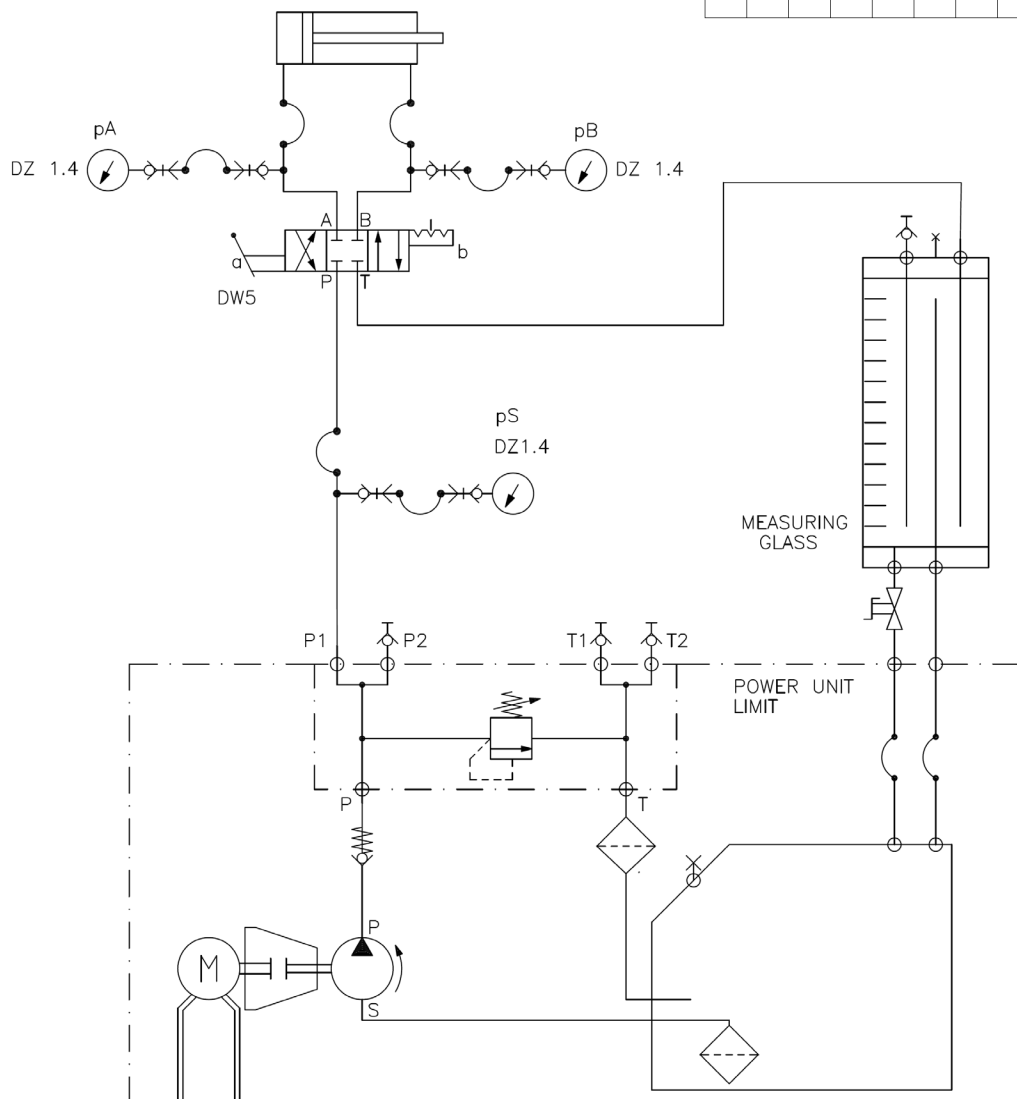 pA
pB
DZ 1.4
DZ 1.4
A B
a
b
P T
DW5
pS
DZ1.4
MEASURING
GLASS
P1 P2
T1 T2
POWER UNIT
LIMIT
P
T
P
M
S